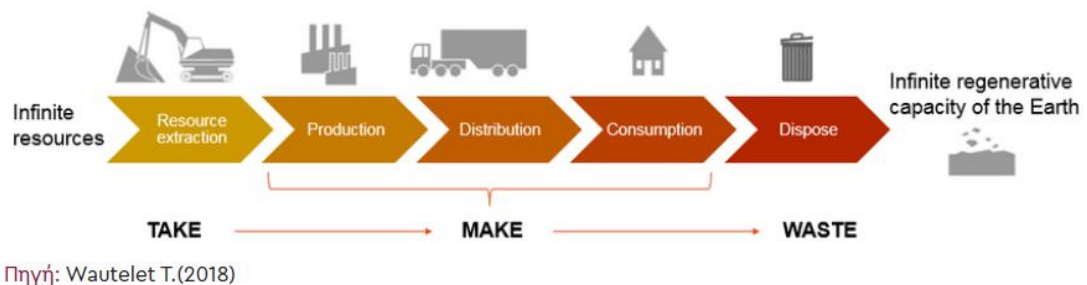 Infinite
resources
Resource
extraction
Production
Distribution
Consumption
Dispose
Infinite regenerative
capacity of the Earth
TAKE
MAKE
WASTE
Πηγή: Wautelet T.(2018)